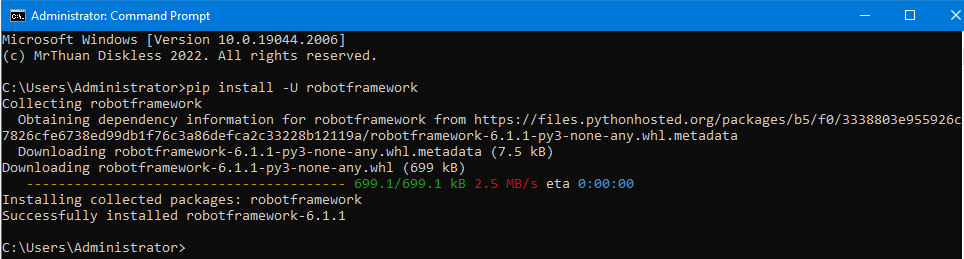 Administrator: Command Prompt
Microsoft Windows [Version 10.0.19044.2006]
(c) MrThuan Diskless 2022. All rights reserved.
C:\Users\Administrator>pip install -U robotframework
Collecting robotframework
  Obtaining dependency information for robotframework from https://files.pythonhosted.org/packages/b5/f0/3338803e955926c
7826cfe6738ed99db1f76c3a86defca2c33228b12119a/robotframework-6.1.1-py3-none-any.whl.metadata
  Downloading robotframework-6.1.1-py3-none-any.whl.metadata (7.5 kB)
Downloading robotframework-6.1.1-py3-none-any.whl (699 kB)
   ---------------------------------------- 699.1/699.1 kB 2.5 MB/s eta 0:00:00
Installing collected packages: robotframework
Successfully installed robotframework-6.1.1
C:\Users\Administrator>